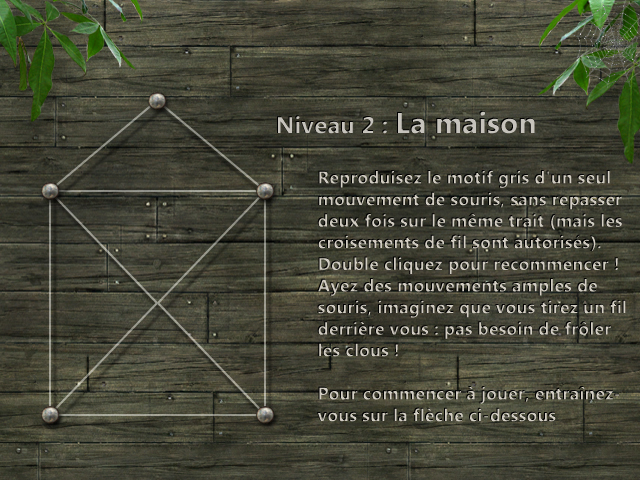 Niveau 2 : La maison
Reproduisez le motif gris d'un seul
mouvement de souris, sans repasser
deux fois sur le même trait (mais les
croisements de fil sont autorisés).
Double cliquez pour recommencer !
Ayez des mouvements amples de
souris, imaginez que vous tirez un fil
derrière vous : pas besoin de frôler
les clous !
Pour commencer à jouer, entraînez-
vous sur la flèche ci-dessous